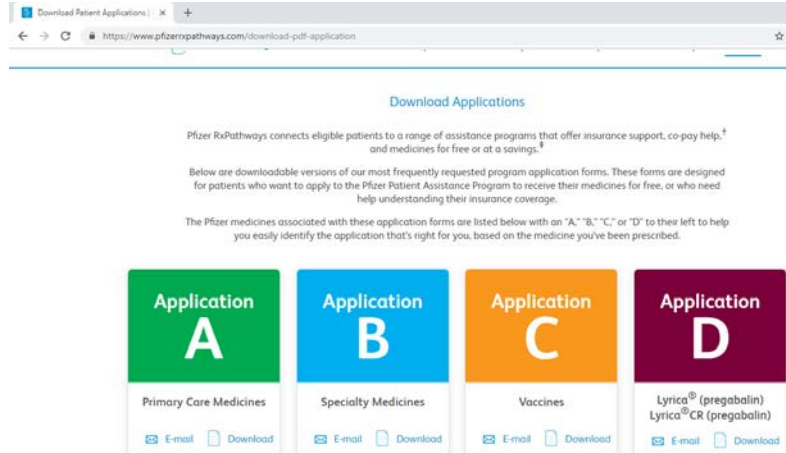 Download Patient Applications |
https://www.pfizerrxpathways.com/download-pdf-application
Download Applications
Pfizer RxPathways connects eligible patients to a range of assistance programs that offer insurance support, co-pay help,†
and medicines for free or at a savings.‡
Below are downloadable versions of our most frequently requested program application forms. These forms are designed
for patients who want to apply to the Pfizer Patient Assistance Program to receive their medicines for free, or who need
help understanding their insurance coverage.
The Pfizer medicines associated with these application forms are listed below with an "A," "B," "C," or "D" to their left to help
you easily identify the application that's right for you, based on the medicine you've been prescribed.
Application
A
Primary Care Medicines
E-mail Download
Application
B
Specialty Medicines
E-mail Download
Application
C
Vaccines
E-mail Download
Application
D
Lyrica® (pregabalin)
Lyrica®CR (pregabalin)
E-mail Download